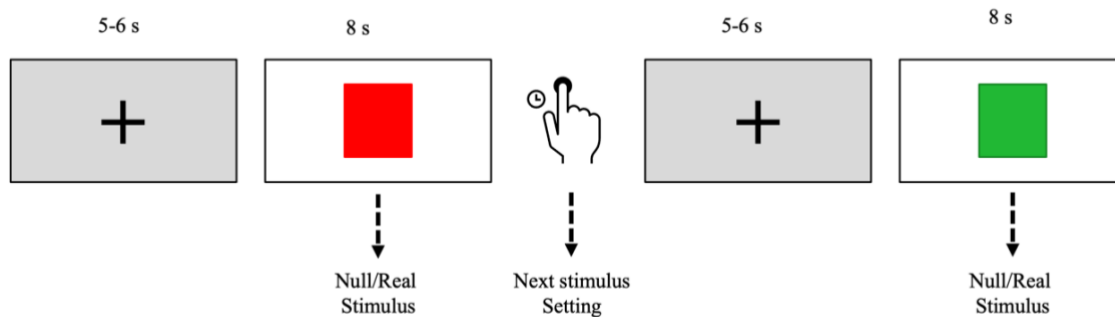 5-6 s
8 s
5-6 s
8 s
Null/Real
Stimulus
Next stimulus
Setting
Null/Real
Stimulus